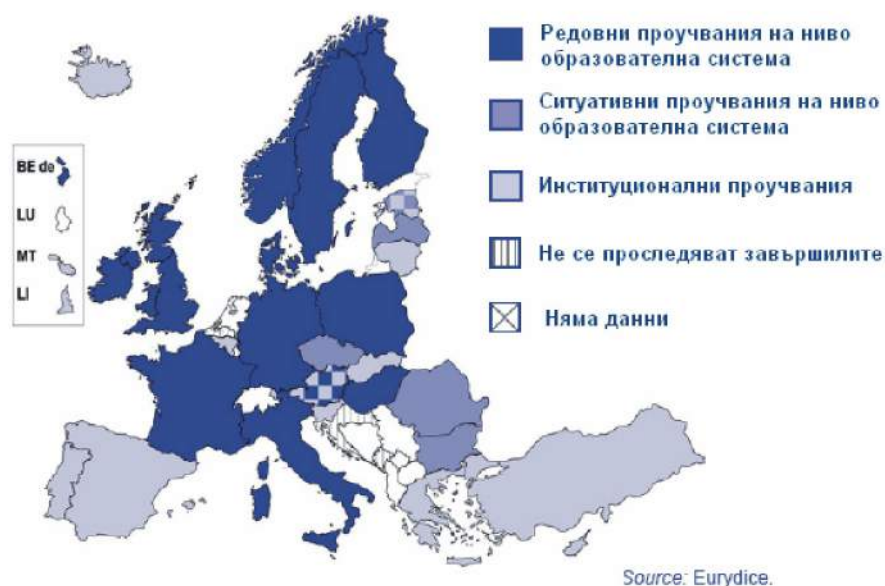 Редовни проучвания на ниво
образователна система
Ситуативни проучвания на ниво
образователна система
Институционални проучвания
Не се проследяват завършилите
Няма данни
BE de
LU
MT
LI
Source: Eurydice.